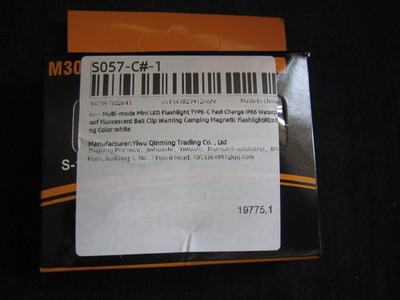 M30
S057-C#-1
Made in China
Multi-mode Mini LED Flashlight TYPE-C Fast Charge IP66 Waterpr
oof Fluorescent Belt Clip Warning Camping Magnetic Flashlight
ng Color:white
Manufacturer:Yiwu Qinming Trading Co. , Ltd
S-
19775,1